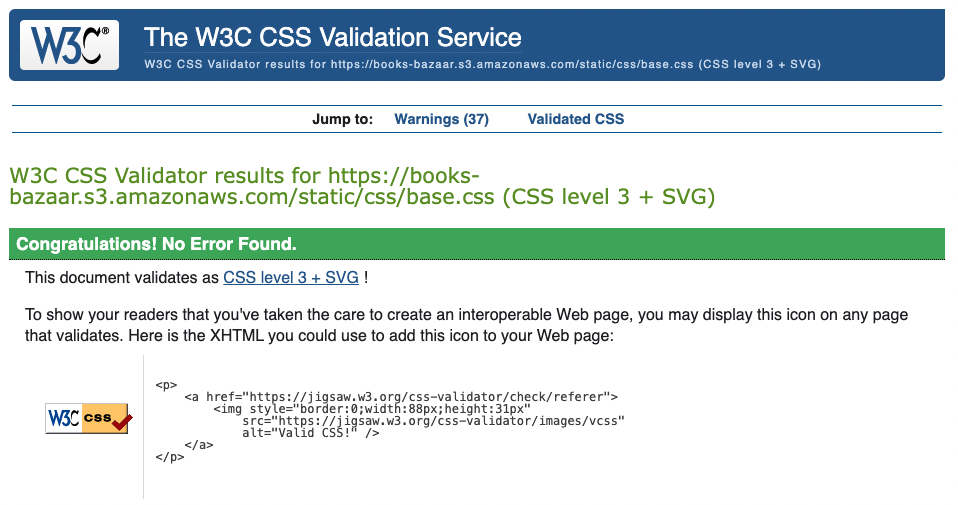 W3C®
The W3C CSS Validation Service
W3C CSS Validator results for https://books-bazaar.s3.amazonaws.com/static/css/base.css (CSS level 3 + SVG)
Jump to: Warnings (37) Validated CSS
W3C CSS Validator results for https://books-
bazaar.s3.amazonaws.com/static/css/base.css (CSS level 3 + SVG)
Congratulations! No Error Found.
This document validates as CSS level 3 + SVG !
To show your readers that you've taken the care to create an interoperable Web page, you may display this icon on any page
that validates. Here is the XHTML you could use to add this icon to your Web page:
W3C css
<p>
    <a href="https://jigsaw.w3.org/css-validator/check/referer">
        <img style="border:0;width:88px;height:31px"
            src="https://jigsaw.w3.org/css-validator/images/vcss"
            alt="Valid CSS!" />
    </a>
</p>